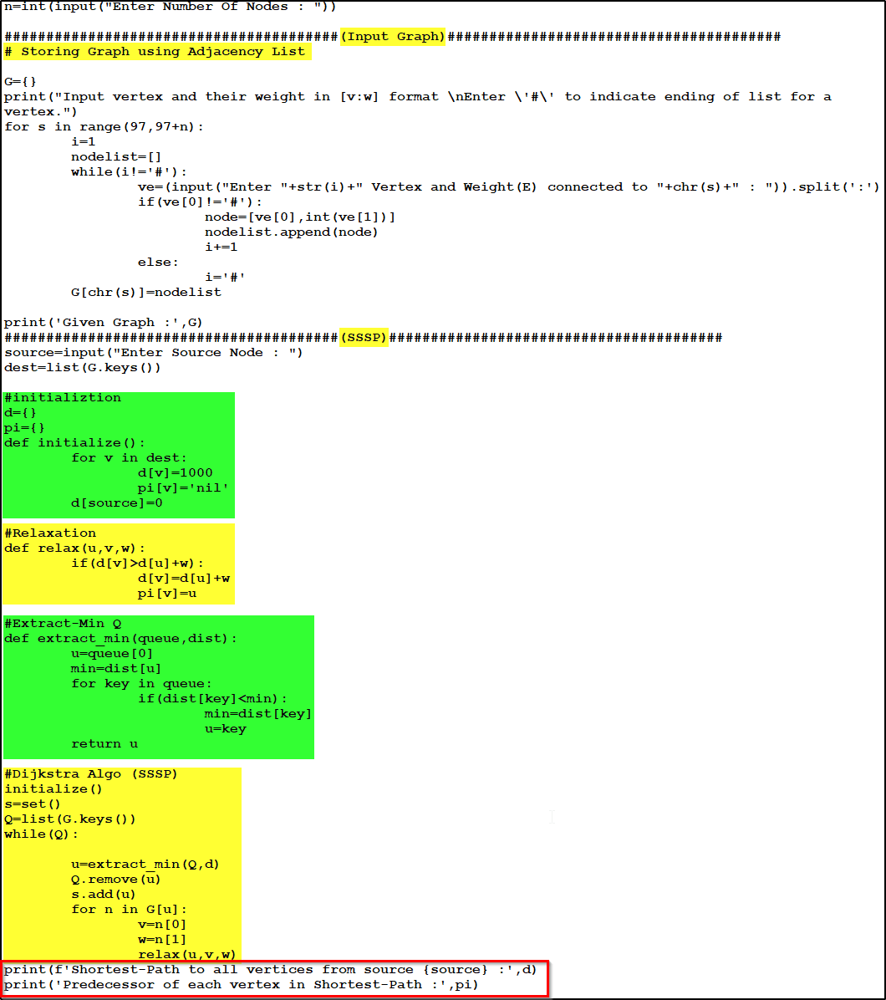 n=int(input("Enter Number Of Nodes : "))
########################################(Input Graph)########################################
# Storing Graph using Adjacency List
G={}
print("Input vertex and their weight in [v:w] format \nEnter \'#\' to indicate ending of list for a
vertex.")
for s in range(97,97+n):
        i=1
        nodelist=[]
        while(i!='#'):
                ve=(input("Enter "+str(i)+" Vertex and Weight(E) connected to "+chr(s)+" : ")).split(':')
                if(ve[0]!='#'):
                        node=[ve[0],int(ve[1])]
                        nodelist.append(node)
                        i+=1
                else:
                        i='#'
        G[chr(s)]=nodelist
print('Given Graph :',G)
########################################(SSSP)########################################
source=input("Enter Source Node : ")
dest=list(G.keys())
#initializtion
d={}
pi={}
def initialize():
        for v in dest:
                d[v]=1000
                pi[v]='nil'
        d[source]=0
#Relaxation
def relax(u,v,w):
        if(d[v]>d[u]+w):
                d[v]=d[u]+w
                pi[v]=u
#Extract-Min Q
def extract_min(queue,dist):
        u=queue[0]
        min=dist[u]
        for key in queue:
                if(dist[key]<min):
                        min=dist[key]
                        u=key
        return u
#Dijkstra Algo (SSSP)
initialize()
s=set()
Q=list(G.keys())
while(Q):
        u=extract_min(Q,d)
        Q.remove(u)
        s.add(u)
        for n in G[u]:
                v=n[0]
                w=n[1]
                relax(u,v,w)
print(f'Shortest-Path to all vertices from source {source} :',d)
print('Predecessor of each vertex in Shortest-Path :',pi)